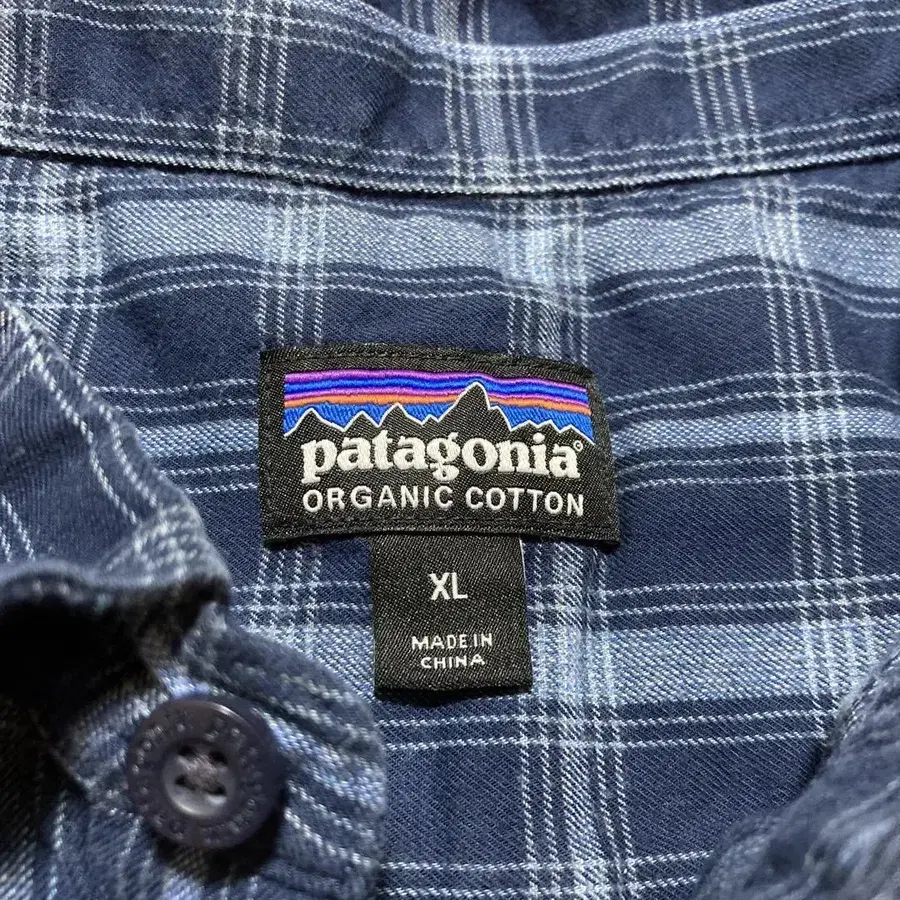 patagonia®
ORGANIC COTTON
XL
MADE IN
CHINA